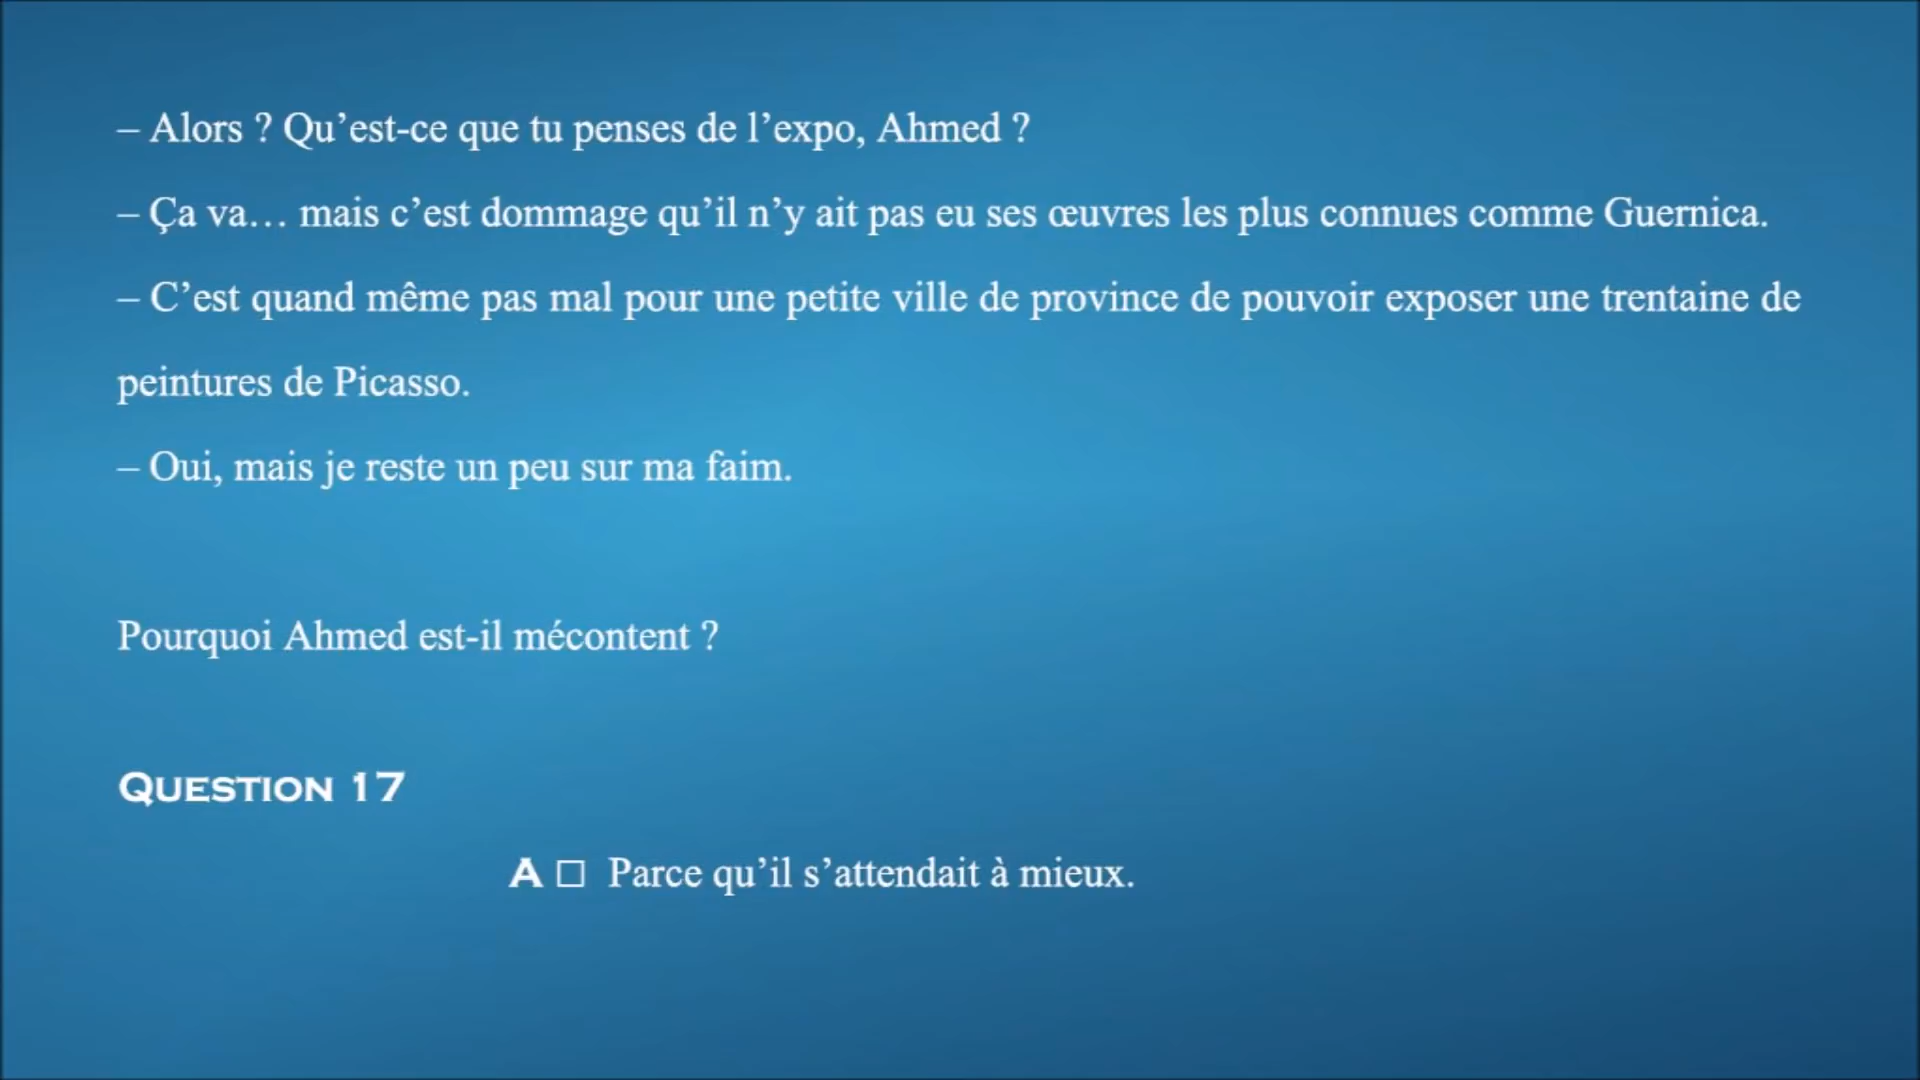 – Alors ? Qu’est-ce que tu penses de l’expo, Ahmed ?
– Ça va… mais c’est dommage qu’il n’y ait pas eu ses œuvres les plus connues comme Guernica.
– C’est quand même pas mal pour une petite ville de province de pouvoir exposer une trentaine de
peintures de Picasso.
– Oui, mais je reste un peu sur ma faim.
Pourquoi Ahmed est-il mécontent ?
QUESTION 17
A □ Parce qu’il s’attendait à mieux.